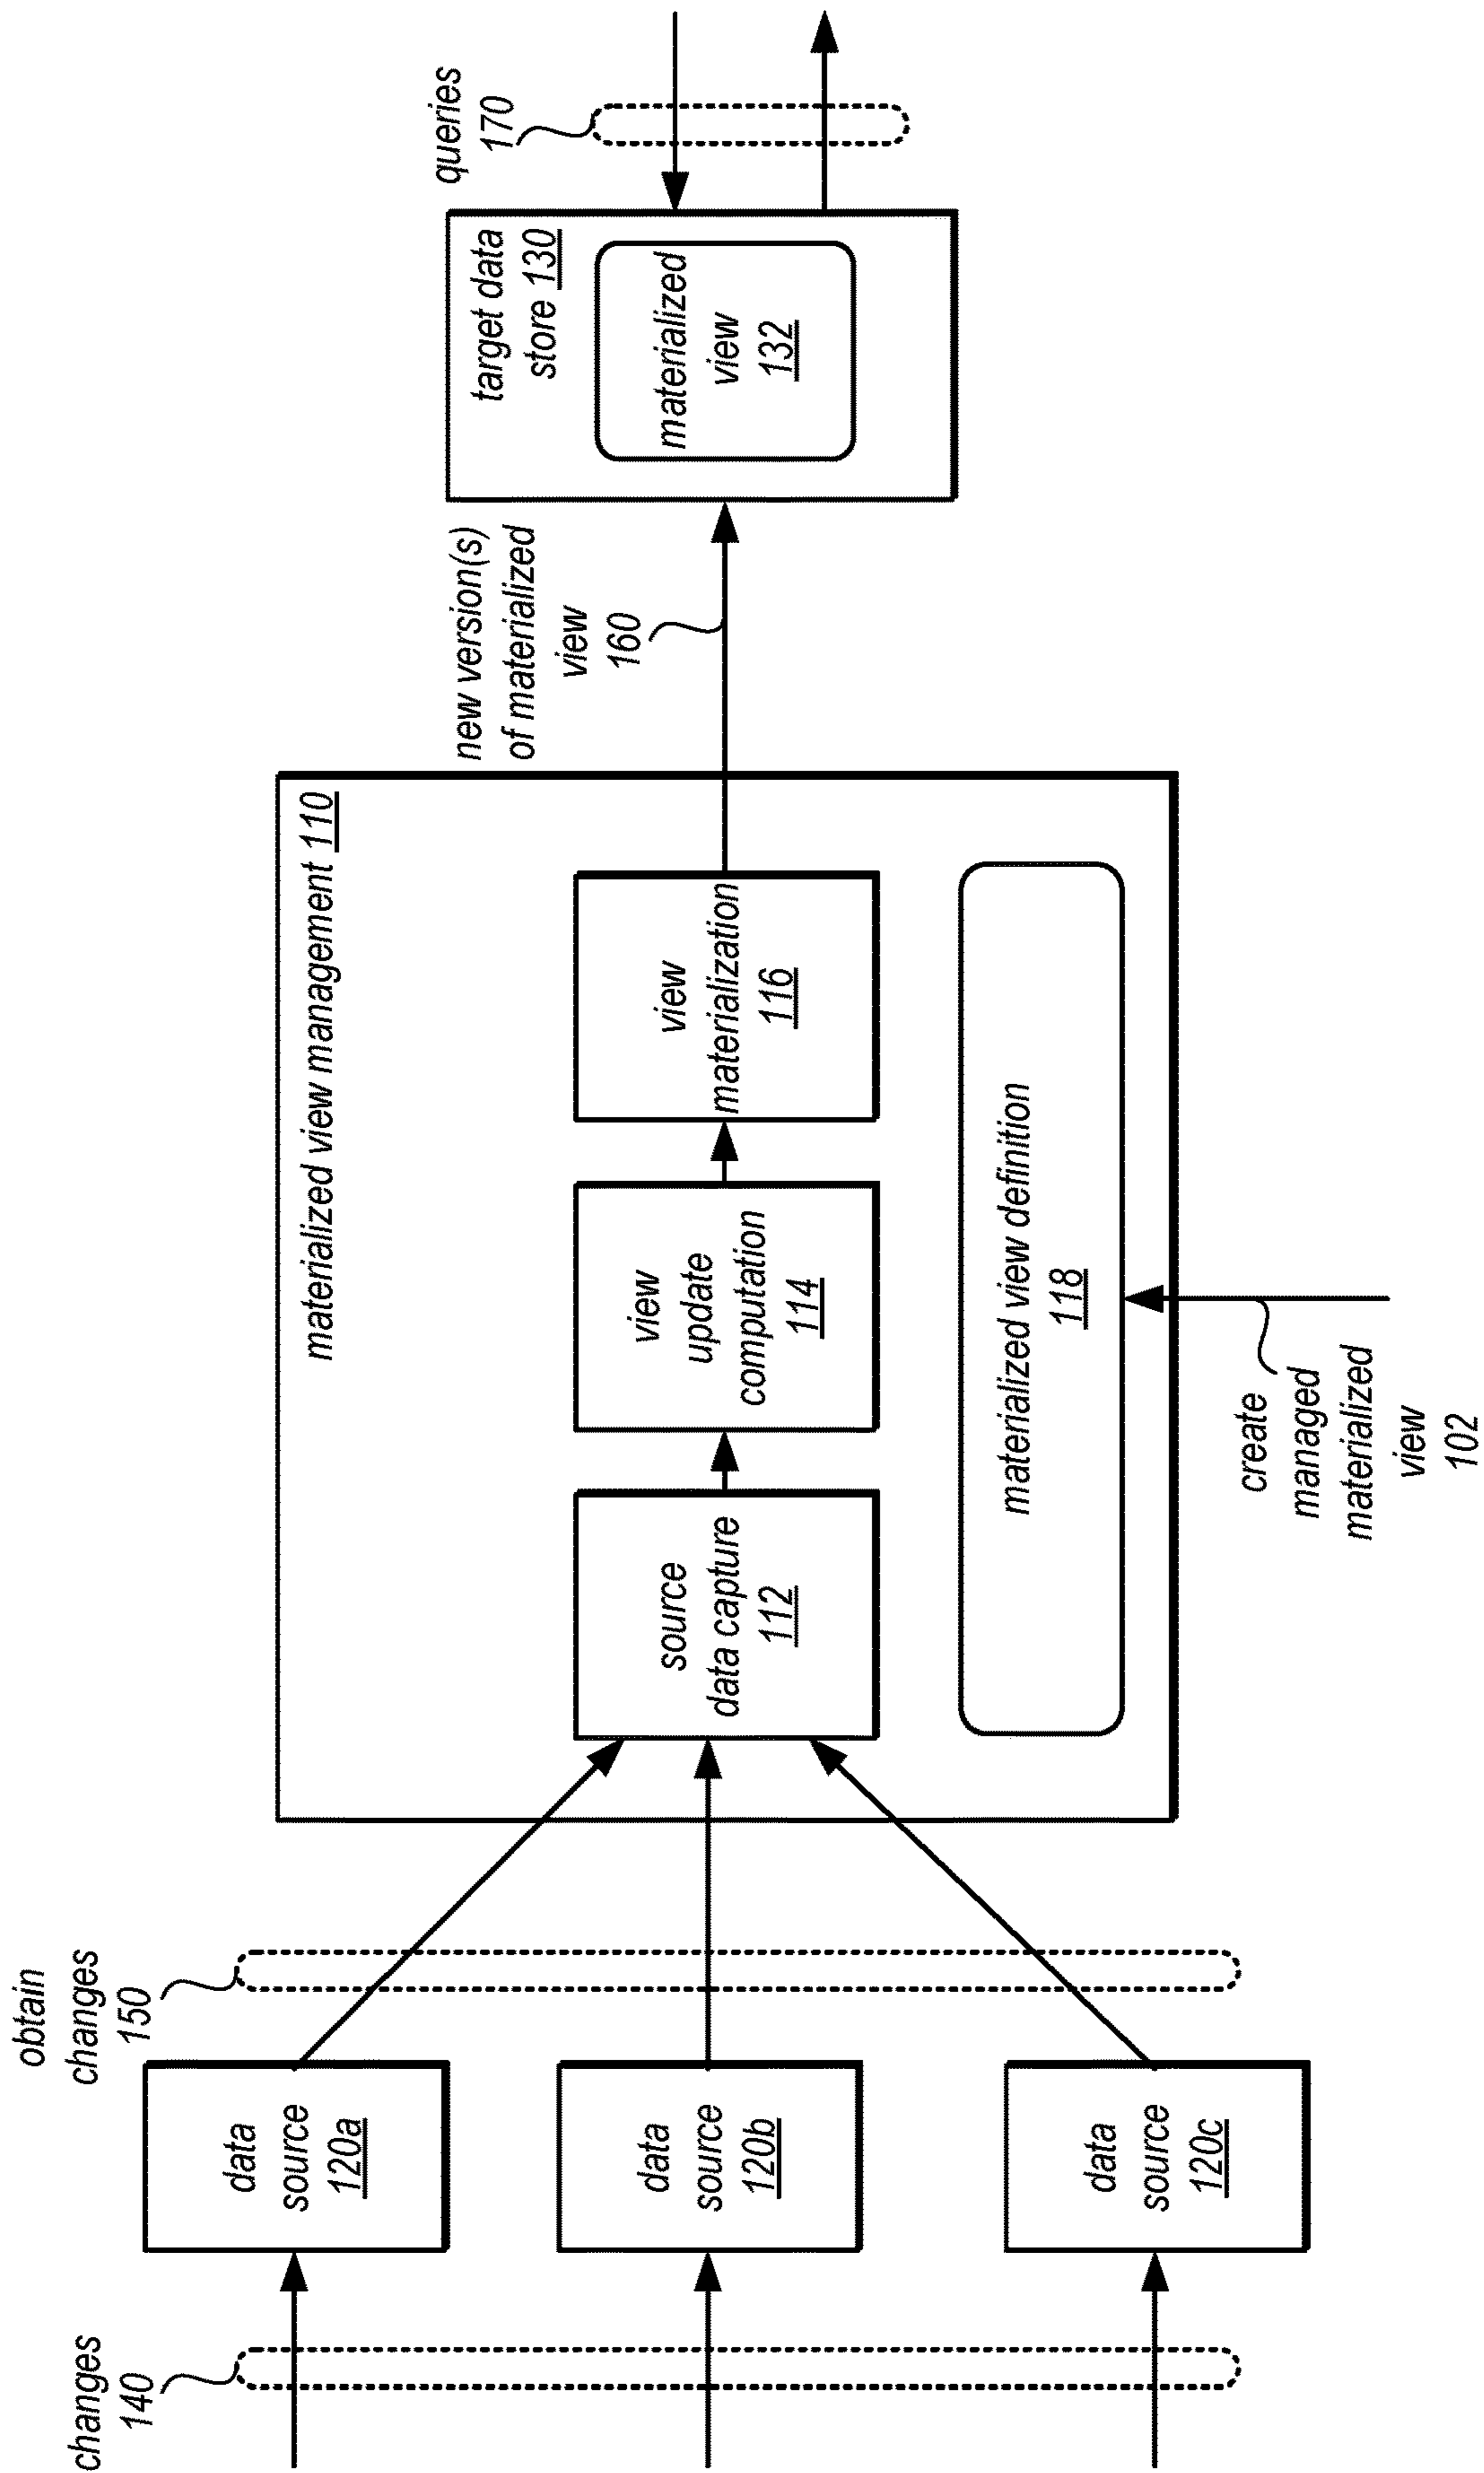 changes
140
obtain
changes
150
data
source
120a
data
source
120b
data
source
120c
materialized view management 110
source
data capture
112
view
update
computation
114
view
materialization
116
materialized view definition
118
create
managed
materialized
view
102
new version(s)
of materialized
view
160
target data
store 130
materialized
view
132
queries
170